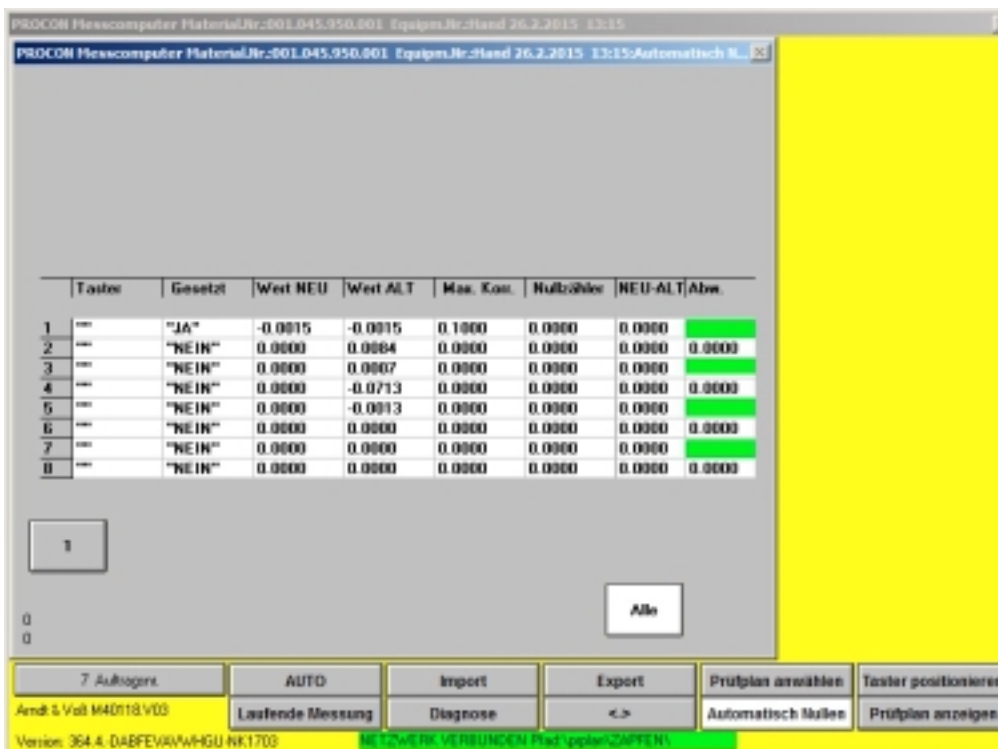 PROCON Messcomputer Material.Nr.:001.045.950.001 Equipm.Nr.:Hand 26.2.2015 13:15
PROCON Messcomputer Material.Nr.:001.045.950.001 Equipm.Nr.:Hand 26.2.2015 13:15:Automatisch N...
Taster Gesetzt Wert NEU Wert ALT Max. Korr. Nullzähler NEU-ALT Abw.
1 "" "JA" -0.0015 -0.0015 0.1000 0.0000 0.0000
2 "" "NEIN" 0.0000 0.0084 0.0000 0.0000 0.0000 0.0000
3 "" "NEIN" 0.0000 0.0007 0.0000 0.0000 0.0000
4 "" "NEIN" 0.0000 -0.0713 0.0000 0.0000 0.0000 0.0000
5 "" "NEIN" 0.0000 -0.0013 0.0000 0.0000 0.0000
6 "" "NEIN" 0.0000 0.0000 0.0000 0.0000 0.0000 0.0000
7 "" "NEIN" 0.0000 0.0000 0.0000 0.0000 0.0000
8 "" "NEIN" 0.0000 0.0000 0.0000 0.0000 0.0000 0.0000
1
Alle
0
0
7 Auftragsnr. AUTO Import Export Prüfplan anwählen Taster positionieren
Arndt & Voß M40118.V03 Laufende Messung Diagnose <-> Automatisch Nullen Prüfplan anzeigen
Version: 364.4.-DABFEVAVWHGU-NK1703 NETZWERK VERBUNDEN Pfad:\pplan\ZAPFEN\